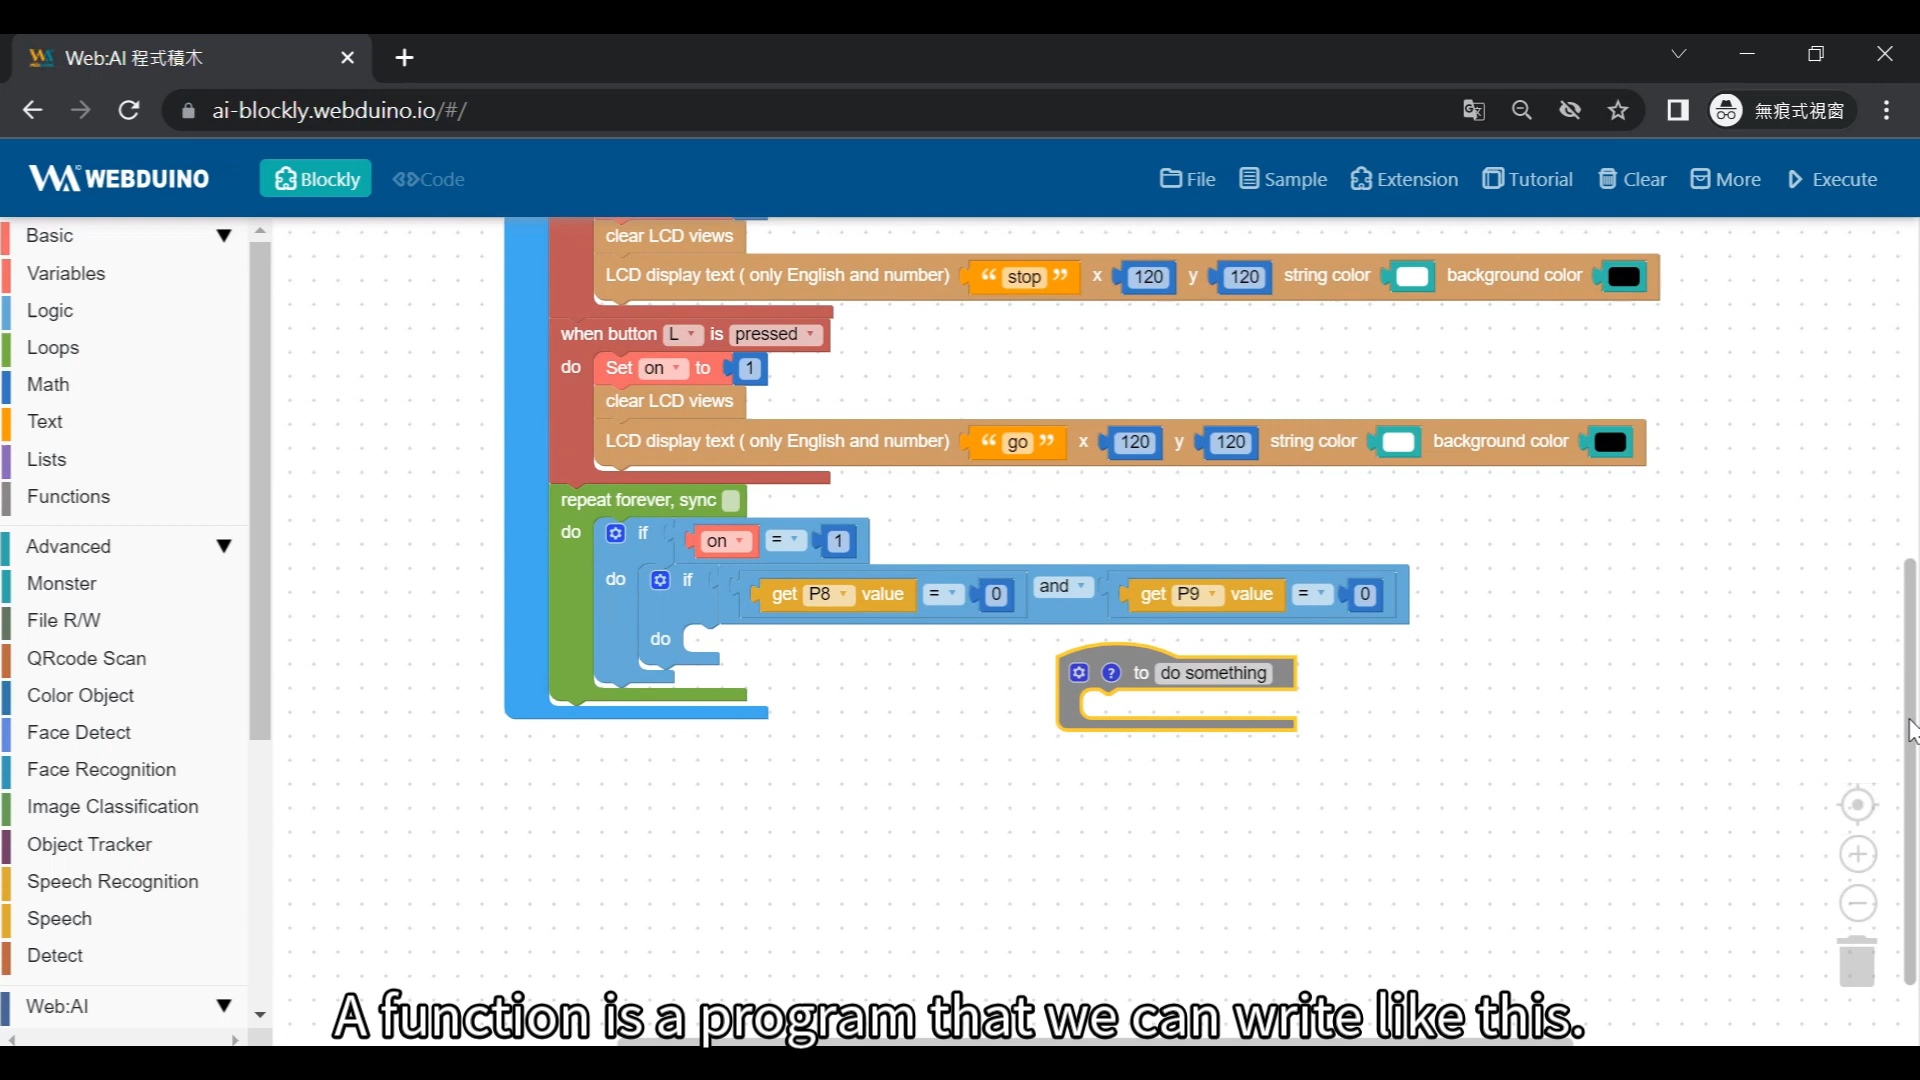 Web:AI 程式積木
ai-blockly.webduino.io/#/
無痕式視窗
WEBDUINO
Blockly
Code
File
Sample
Extension
Tutorial
Clear
More
Execute
Basic
Variables
Logic
Loops
Math
Text
Lists
Functions
Advanced
Monster
File R/W
QRcode Scan
Color Object
Face Detect
Face Recognition
Image Classification
Object Tracker
Speech Recognition
Speech
Detect
Web:AI
clear LCD views
LCD display text ( only English and number) “ stop ” x 120 y 120 string color background color
when button L is pressed
do Set on to 1
clear LCD views
LCD display text ( only English and number) “ go ” x 120 y 120 string color background color
repeat forever, sync
do if on = 1
do if get P8 value = 0 and get P9 value = 0
do
? to do something
A function is a program that we can write like this.